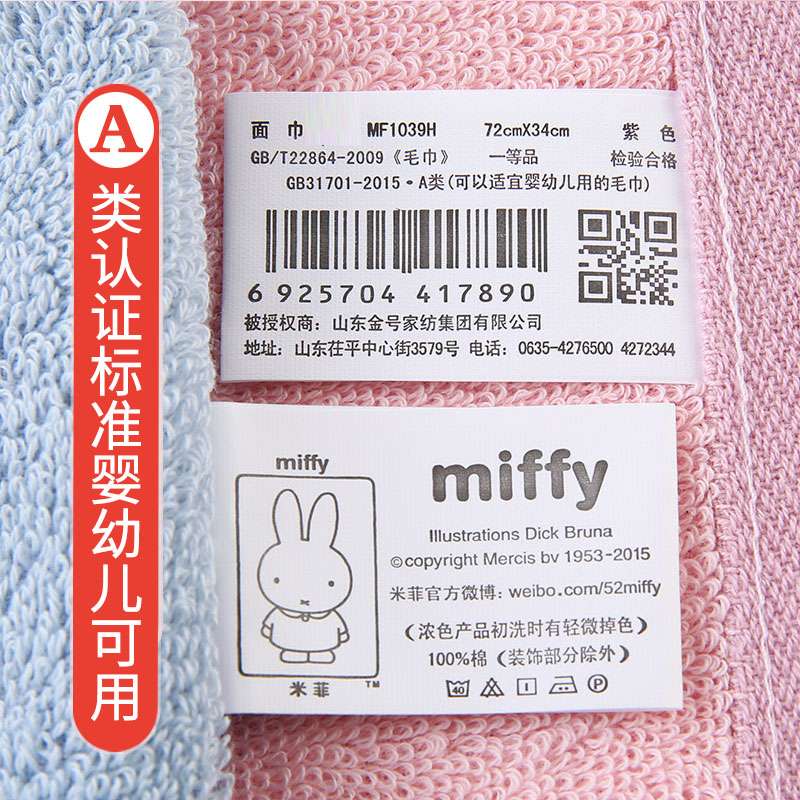 A
类认证标准婴幼儿可用
面 巾 MF1039H 72cmX34cm 紫 色
GB/T22864-2009《毛巾》 一等品 检验合格
GB31701-2015·A类(可以适宜婴幼儿用的毛巾)
6 925704 417890
被授权商：山东金号家纺集团有限公司
地址：山东茌平中心街3579号 电话：0635-4276500 4272344
miffy
米菲 ™
miffy
Illustrations Dick Bruna
©copyright Mercis bv 1953-2015
米菲官方微博：weibo.com/52miffy
（浓色产品初洗时有轻微掉色）
100%棉（装饰部分除外）
40 P